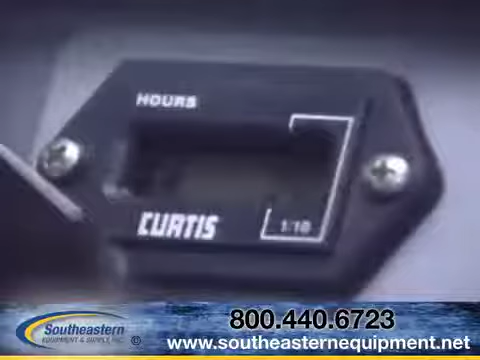 HOURS
CURTIS
1/10
800.440.6723
Southeastern
EQUIPMENT & SUPPLY, INC.
©
www.southeasternequipment.net